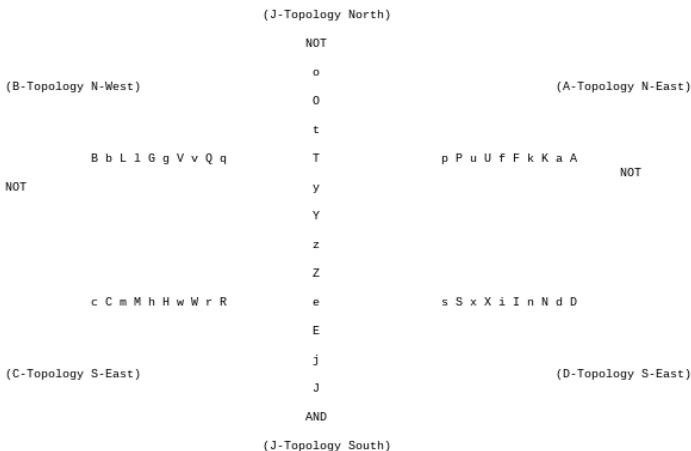 (J-Topology North)
NOT
o
(B-Topology N-West) (A-Topology N-East)
O
t
B b L l G g V v Q q T p P u U f F k K a A
NOT
NOT y
Y
z
Z
c C m M h H w W r R e s S x X i I n N d D
E
j
(C-Topology S-East) (D-Topology S-East)
J
AND
(J-Topology South)